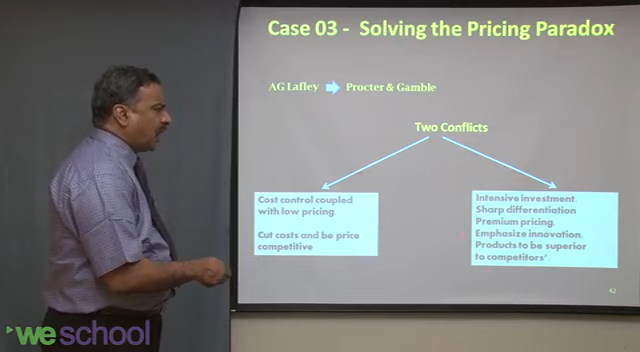 Case 03 - Solving the Pricing Paradox
AG Lafley Procter & Gamble
Two Conflicts
Cost control coupled
with low pricing.
Cut costs and be price
competitive
Intensive investment.
Sharp differentiation
Premium pricing.
Emphasize innovation.
Products to be superior
to competitors'.
42
we school